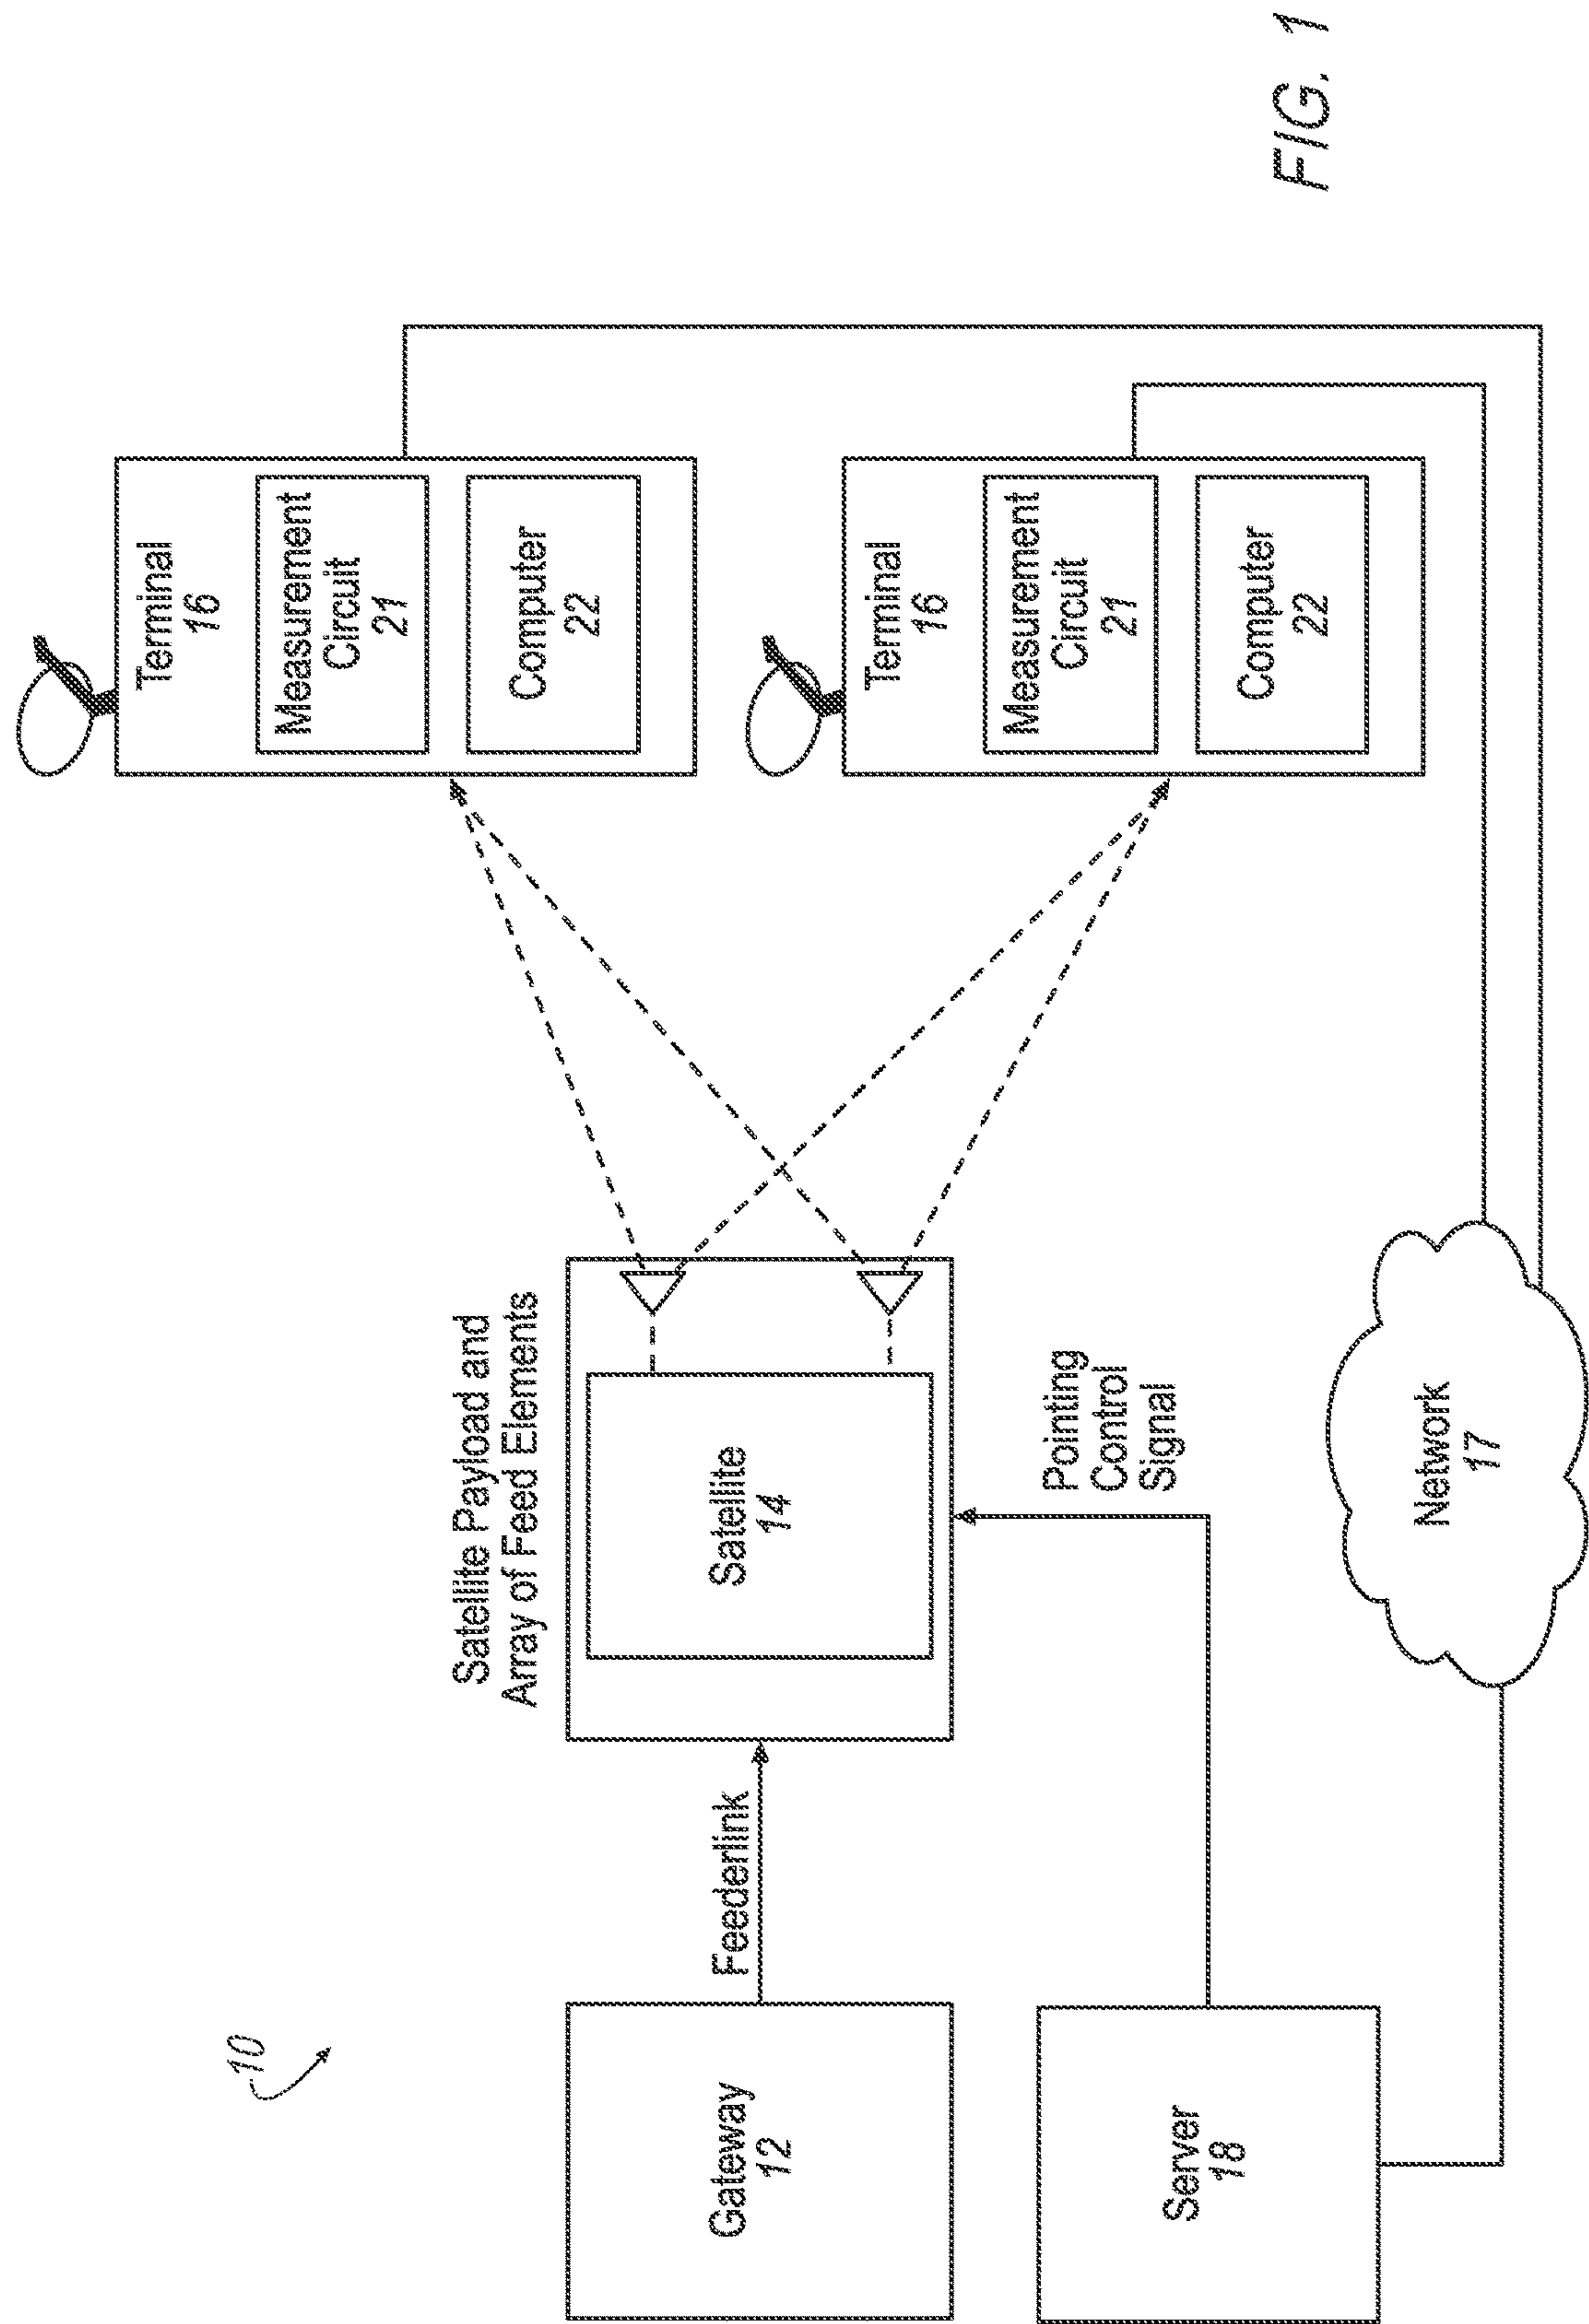 10
Gateway
12
Feederlink
Satellite Payload and
Array of Feed Elements
Satellite
14
Terminal
16
Measurement
Circuit
21
Computer
22
Terminal
16
Measurement
Circuit
21
Computer
22
Server
18
Pointing
Control
Signal
Network
17
FIG. 1